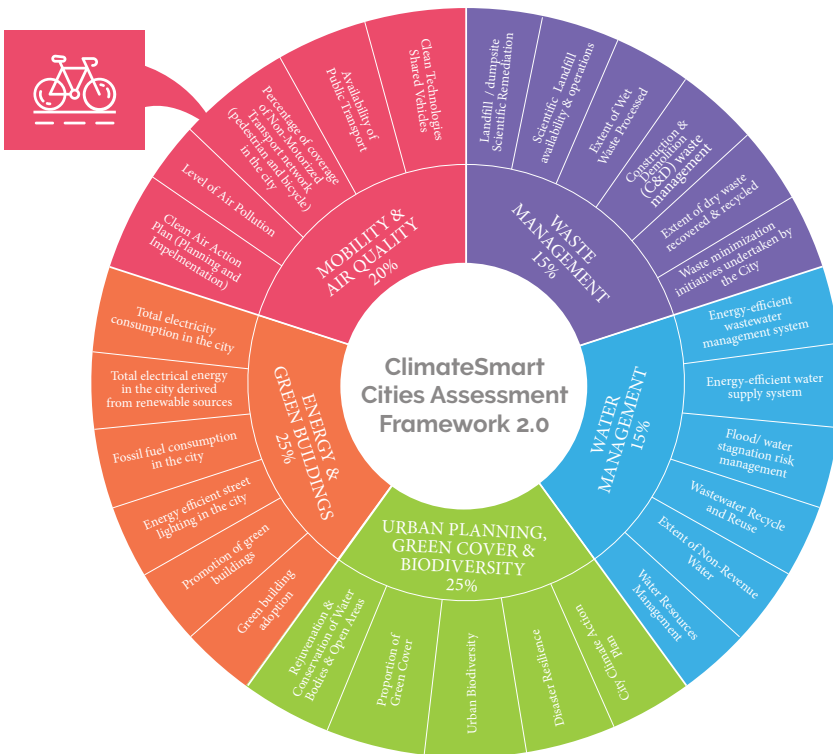 ClimateSmart
Cities Assessment
Framework 2.0
MOBILITY &
AIR QUALITY
20%
Clean Air Action
Plan (Planning and
Impelmentation)
Level of Air Pollution
Percentage of coverage
of Non-Motorized
Transport network
(pedestrian and bicycle)
in the city
Availability of
Public Transport
Clean Technologies
Shared Vehicles
WASTE
MANAGEMENT
15%
Landfill / dumpsite
Scientific Remediation
Scientific Landfill
availability & operations
Extent of Wet
Waste Processed
Construction &
Demolition
(C&D) waste
management
Extent of dry waste
recovered & recycled
Waste minimization
initiatives undertaken by
the City
WATER
MANAGEMENT
15%
Energy-efficient
wastewater
management system
Energy-efficient water
supply system
Flood/ water
stagnation risk
management
Wastewater Recycle
and Reuse
Extent of Non-Revenue
Water
Water Resources
Management
URBAN PLANNING,
GREEN COVER &
BIODIVERSITY
25%
City Climate Action
Plan
Disaster Resilience
Urban Biodiversity
Proportion of
Green Cover
Rejuvenation &
Conservation of Water
Bodies & Open Areas
ENERGY &
GREEN BUILDINGS
25%
Green building
adoption
Promotion of green
buildings
Energy efficient street
lighting in the city
Fossil fuel consumption
in the city
Total electrical energy
in the city derived
from renewable sources
Total electricity
consumption in the city